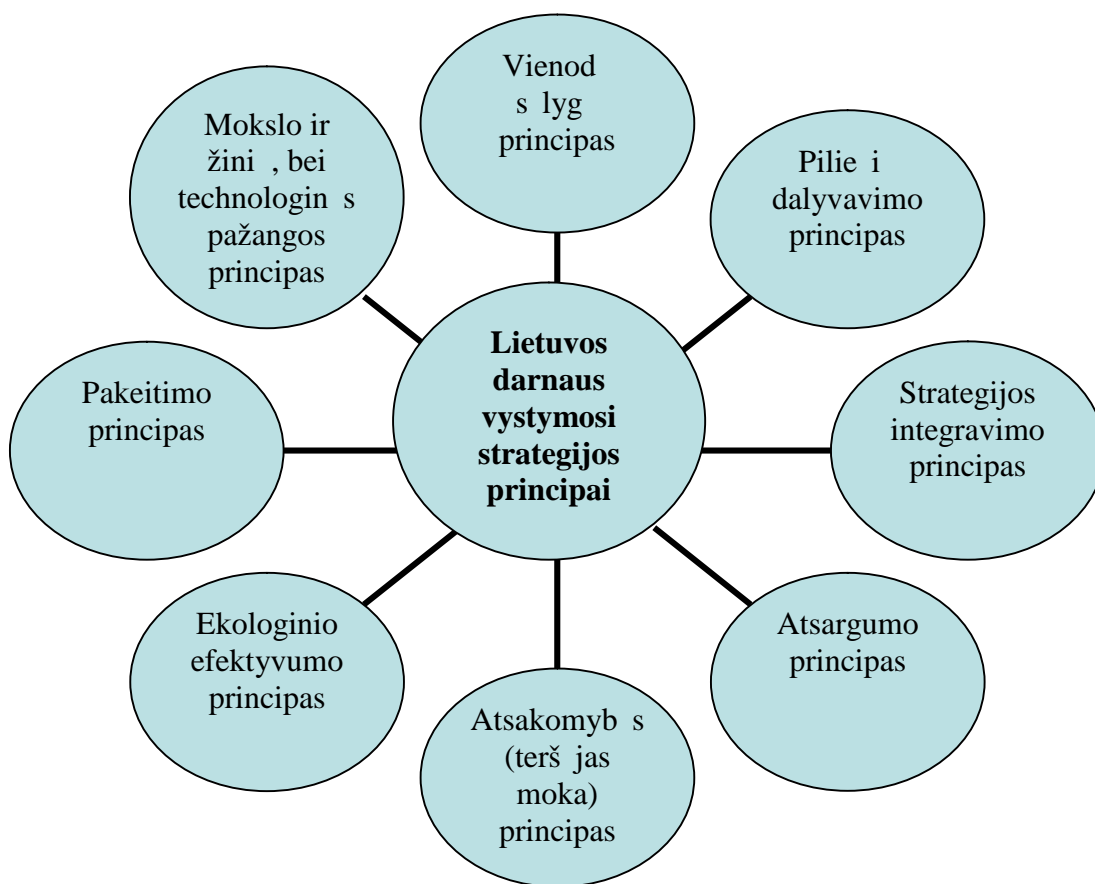 Vienod
s lyg
principas
Mokslo ir
žini , bei
technologin s
pažangos
principas
Pilie i
dalyvavimo
principas
Lietuvos
darnaus
vystymosi
strategijos
principai
Pakeitimo
principas
Strategijos
integravimo
principas
Ekologinio
efektyvumo
principas
Atsargumo
principas
Atsakomyb s
(terš jas
moka)
principas